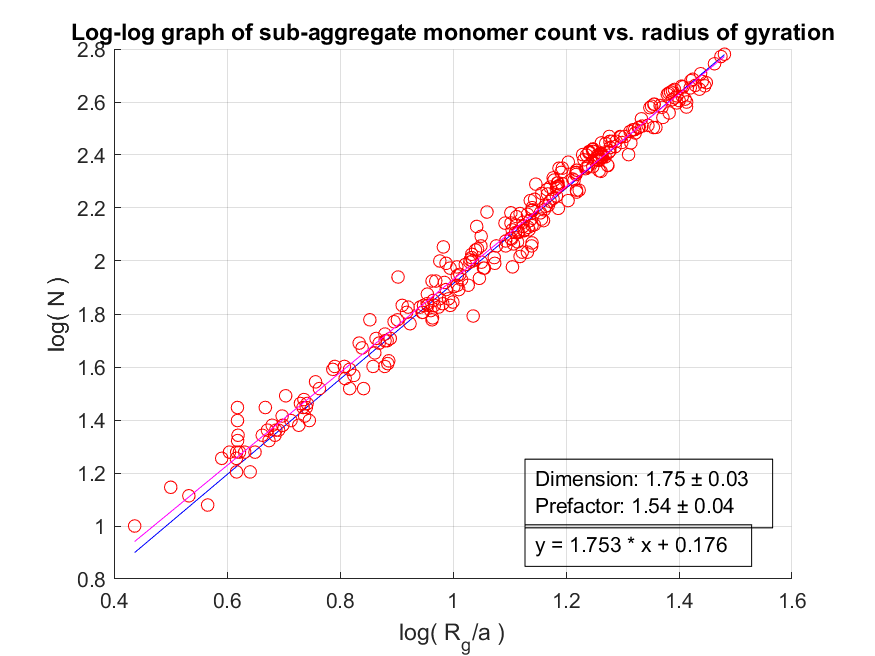 Log-log graph of sub-aggregate monomer count vs. radius of gyration
2.8
2.6
2.4
2.2
2
1.8
1.6
1.4
1.2
1
0.8
log( N )
Dimension: 1.75 ± 0.03
Prefactor: 1.54 ± 0.04
y = 1.753 * x + 0.176
0.4 0.6 0.8 1 1.2 1.4 1.6
log( Rg/a )